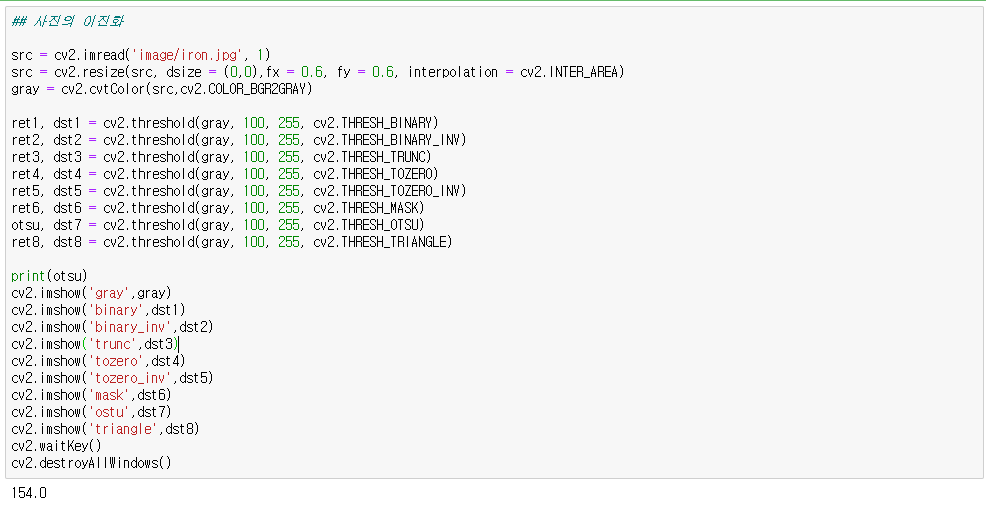 ## 사진의 이진화
src = cv2.imread('image/iron.jpg', 1)
src = cv2.resize(src, dsize = (0,0),fx = 0.6, fy = 0.6, interpolation = cv2.INTER_AREA)
gray = cv2.cvtColor(src,cv2.COLOR_BGR2GRAY)
ret1, dst1 = cv2.threshold(gray, 100, 255, cv2.THRESH_BINARY)
ret2, dst2 = cv2.threshold(gray, 100, 255, cv2.THRESH_BINARY_INV)
ret3, dst3 = cv2.threshold(gray, 100, 255, cv2.THRESH_TRUNC)
ret4, dst4 = cv2.threshold(gray, 100, 255, cv2.THRESH_TOZERO)
ret5, dst5 = cv2.threshold(gray, 100, 255, cv2.THRESH_TOZERO_INV)
ret6, dst6 = cv2.threshold(gray, 100, 255, cv2.THRESH_MASK)
otsu, dst7 = cv2.threshold(gray, 100, 255, cv2.THRESH_OTSU)
ret8, dst8 = cv2.threshold(gray, 100, 255, cv2.THRESH_TRIANGLE)
print(otsu)
cv2.imshow('gray',gray)
cv2.imshow('binary',dst1)
cv2.imshow('binary_inv',dst2)
cv2.imshow('trunc',dst3)
cv2.imshow('tozero',dst4)
cv2.imshow('tozero_inv',dst5)
cv2.imshow('mask',dst6)
cv2.imshow('ostu',dst7)
cv2.imshow('triangle',dst8)
cv2.waitKey()
cv2.destroyAllWindows()
154.0